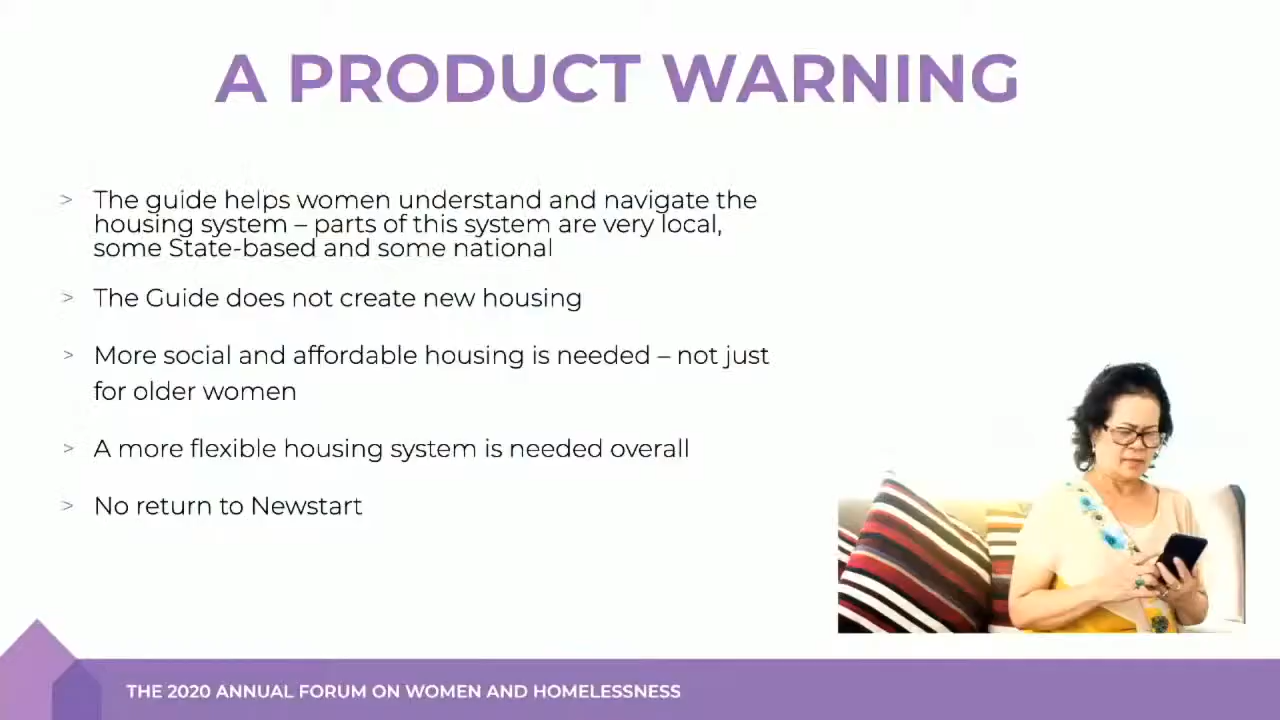 A PRODUCT WARNING
> The guide helps women understand and navigate the
housing system – parts of this system are very local,
some State-based and some national
> The Guide does not create new housing
> More social and affordable housing is needed – not just
for older women
> A more flexible housing system is needed overall
> No return to Newstart
THE 2020 ANNUAL FORUM ON WOMEN AND HOMELESSNESS